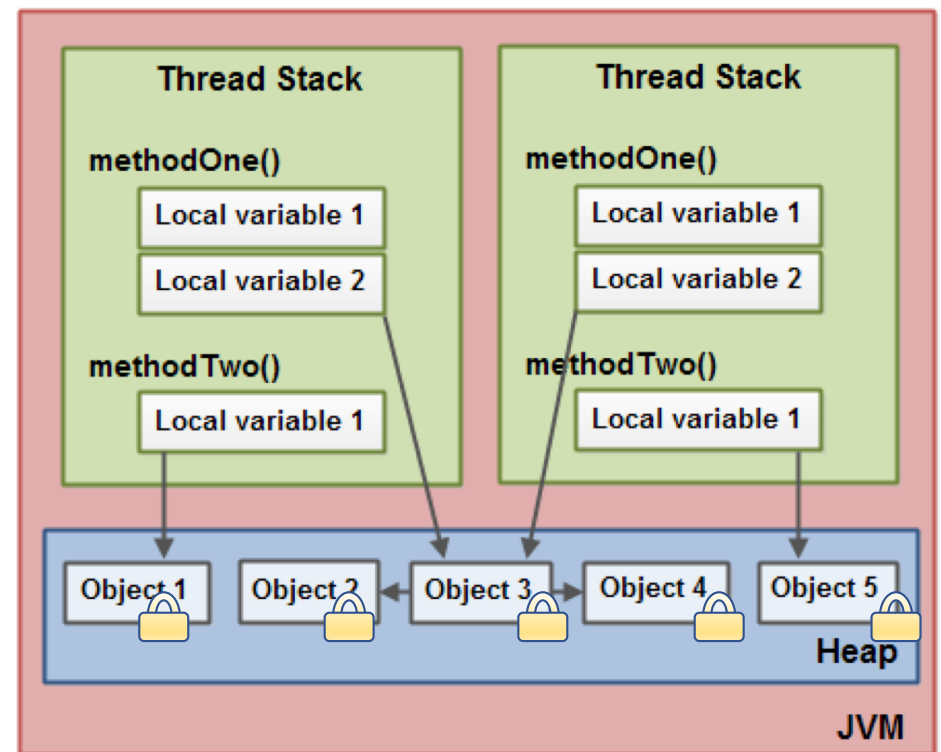 Thread Stack
methodOne()
Local variable 1
Local variable 2
methodTwo()
Local variable 1
Thread Stack
methodOne()
Local variable 1
Local variable 2
methodTwo()
Local variable 1
Object 1
Object 2
Object 3
Object 4
Object 5
Heap
JVM